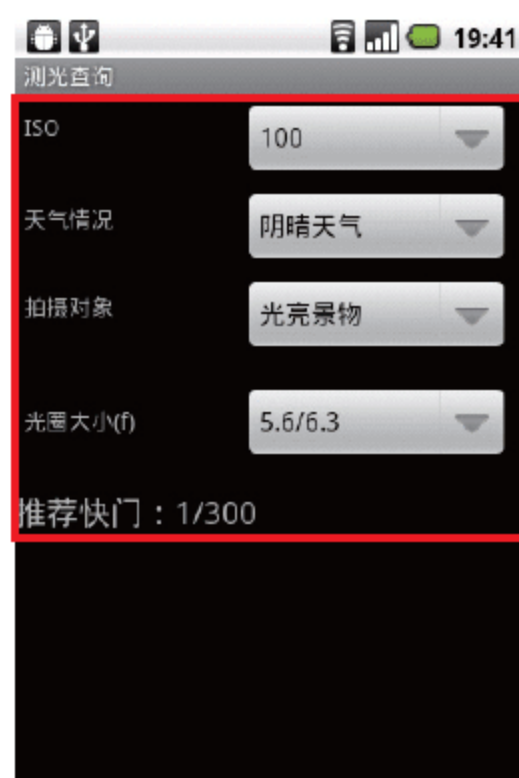 19:41
测光查询
ISO 100
天气情况 阴晴天气
拍摄对象 光亮景物
光圈大小(f) 5.6/6.3
推荐快门：1/300